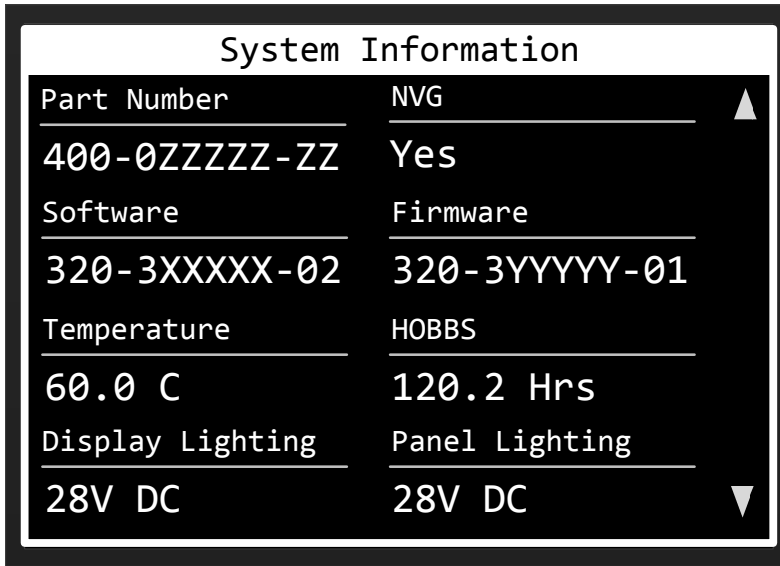 System Information
Part Number NVG
400-0ZZZZZ-ZZ Yes
Software Firmware
320-3XXXXX-02 320-3YYYYY-01
Temperature HOBBS
60.0 C 120.2 Hrs
Display Lighting Panel Lighting
28V DC 28V DC